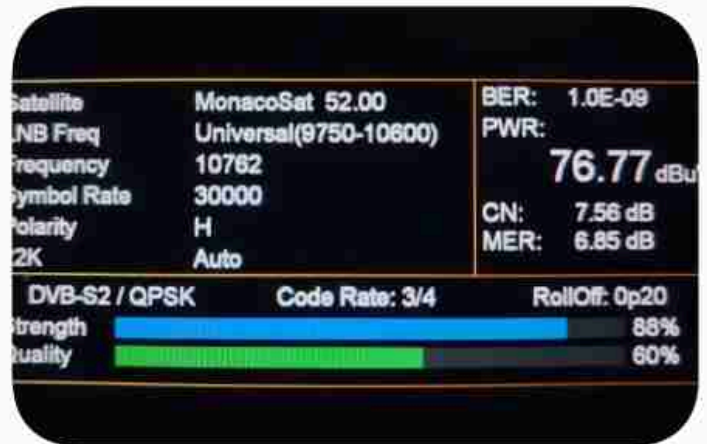 Satellite MonacoSat 52.00
LNB Freq Universal(9750-10600)
Frequency 10762
Symbol Rate 30000
Polarity H
22K Auto
BER: 1.0E-09
PWR:
76.77 dBuV
CN: 7.56 dB
MER: 6.85 dB
DVB-S2 / QPSK Code Rate: 3/4 RollOff: 0p20
Strength 88%
Quality 60%